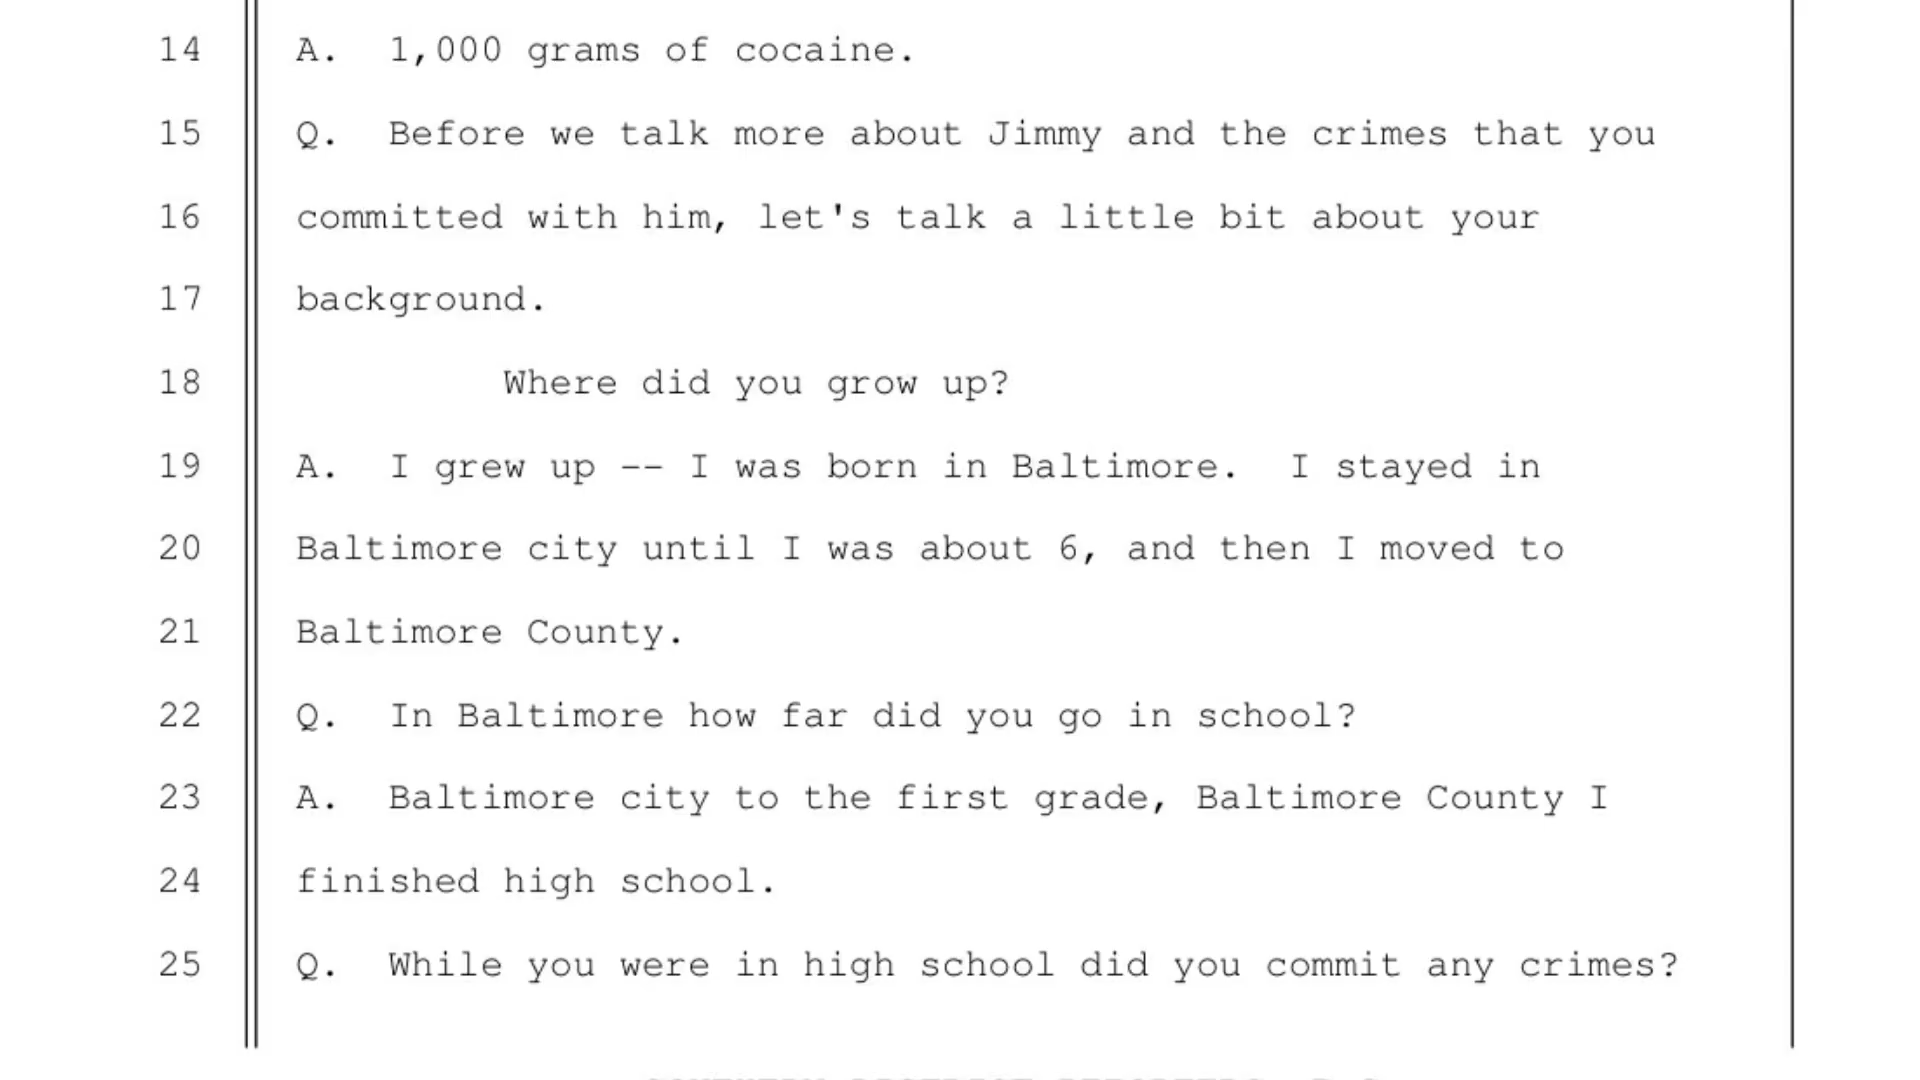 14 A. 1,000 grams of cocaine.
15 Q. Before we talk more about Jimmy and the crimes that you
16 committed with him, let's talk a little bit about your
17 background.
18 Where did you grow up?
19 A. I grew up -- I was born in Baltimore. I stayed in
20 Baltimore city until I was about 6, and then I moved to
21 Baltimore County.
22 Q. In Baltimore how far did you go in school?
23 A. Baltimore city to the first grade, Baltimore County I
24 finished high school.
25 Q. While you were in high school did you commit any crimes?